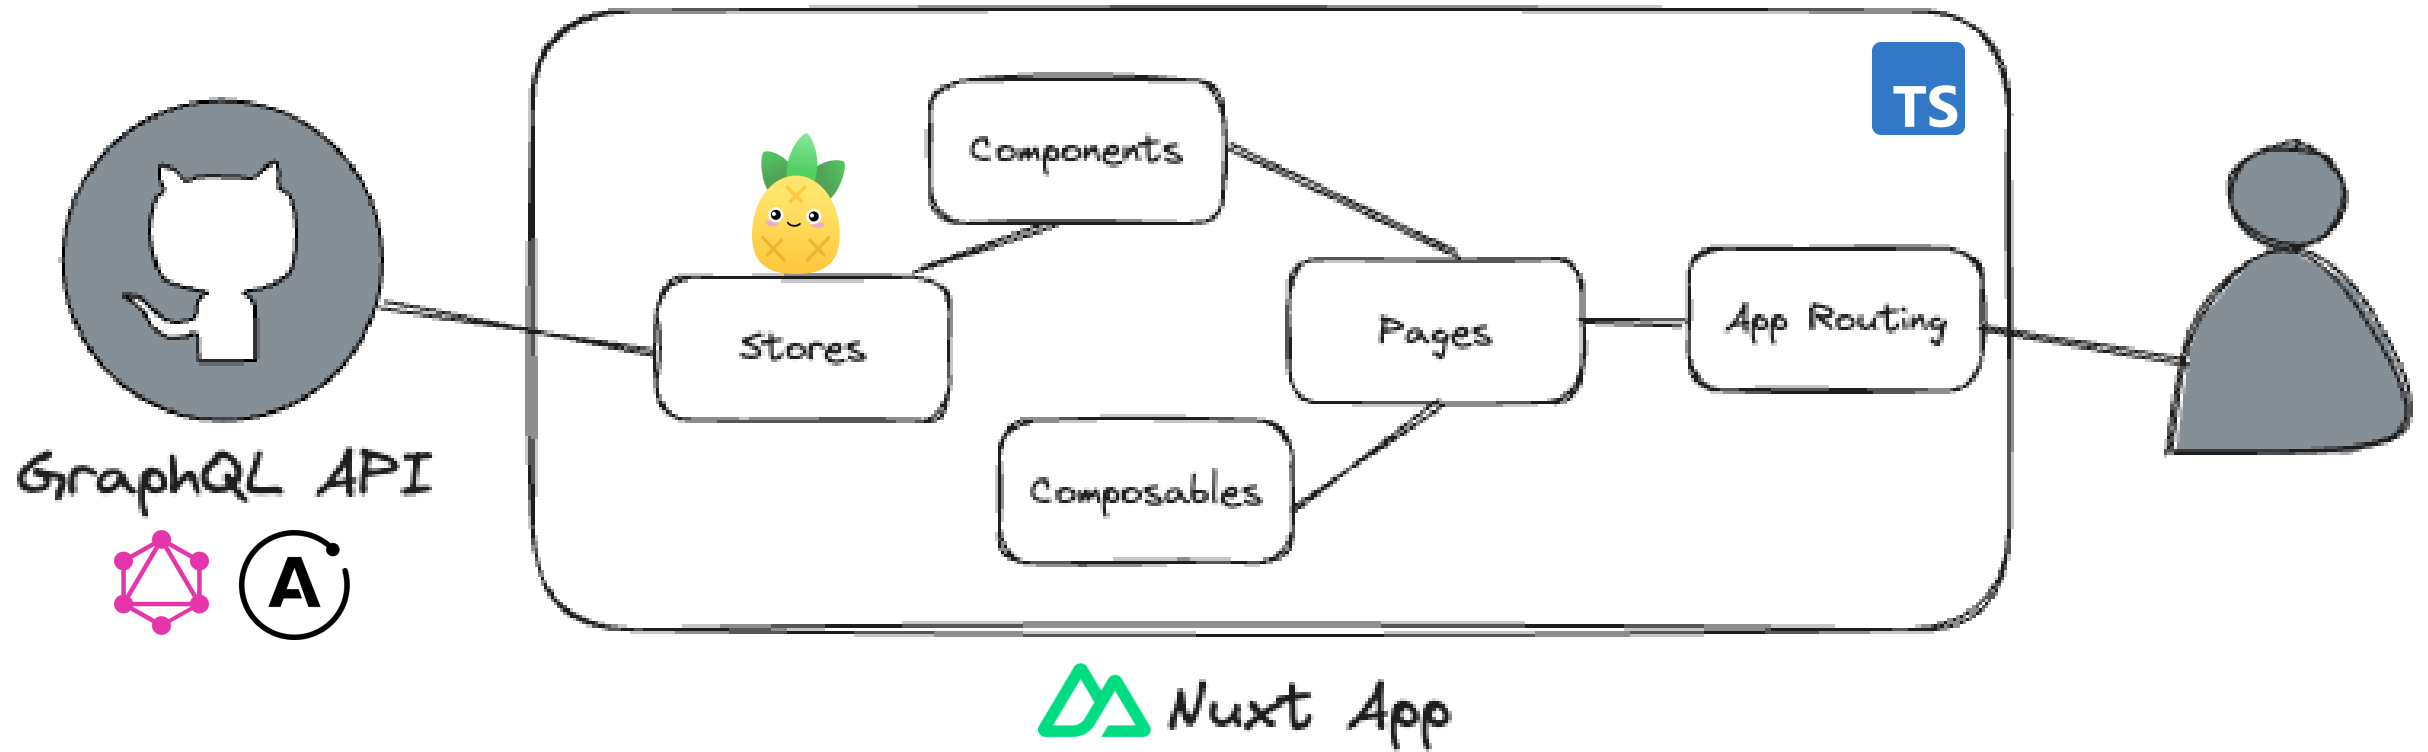 TS
Components
Stores
Pages
App Routing
Composables
GraphQL API
A
Nuxt App